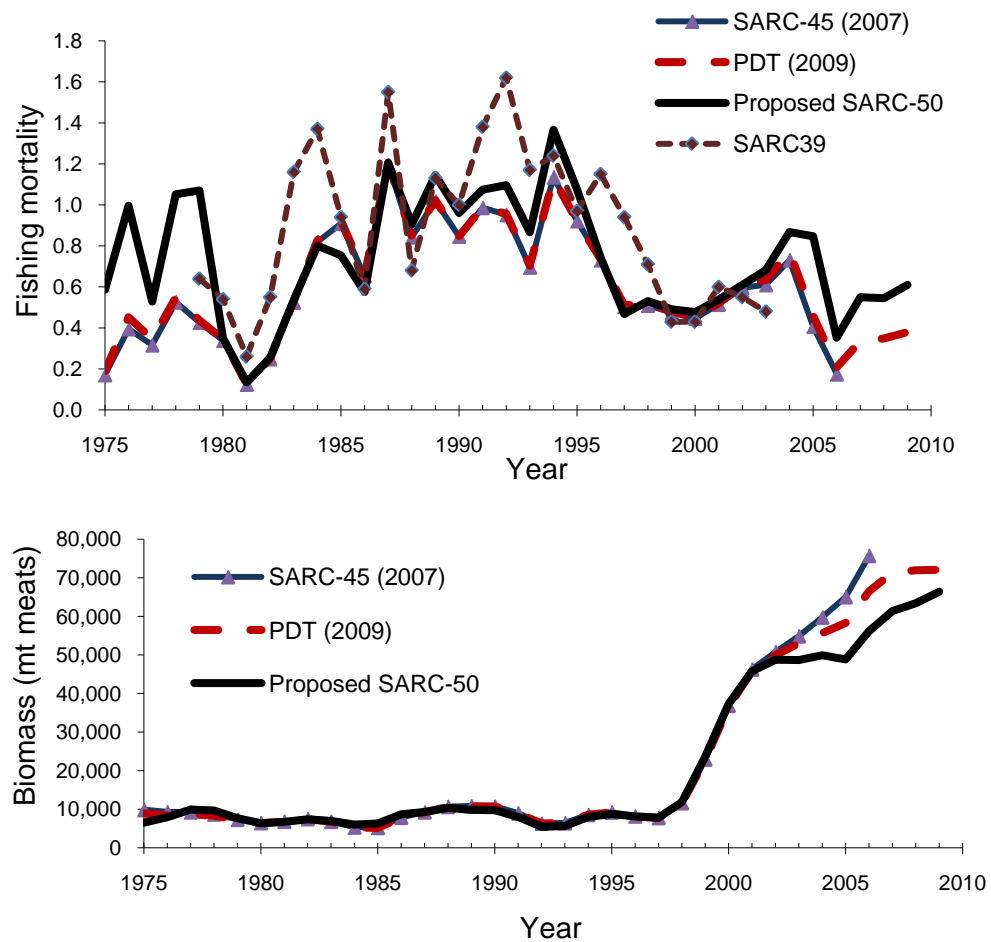 SARC-45 (2007)
PDT (2009)
Proposed SARC-50
SARC39
1.8
1.6
1.4
1.2
1.0
0.8
0.6
0.4
0.2
0.0
Fishing mortality
1975 1980 1985 1990 1995 2000 2005 2010
Year
80,000
70,000
60,000
50,000
40,000
30,000
20,000
10,000
0
Biomass (mt meats)
SARC-45 (2007)
PDT (2009)
Proposed SARC-50
1975 1980 1985 1990 1995 2000 2005 2010
Year